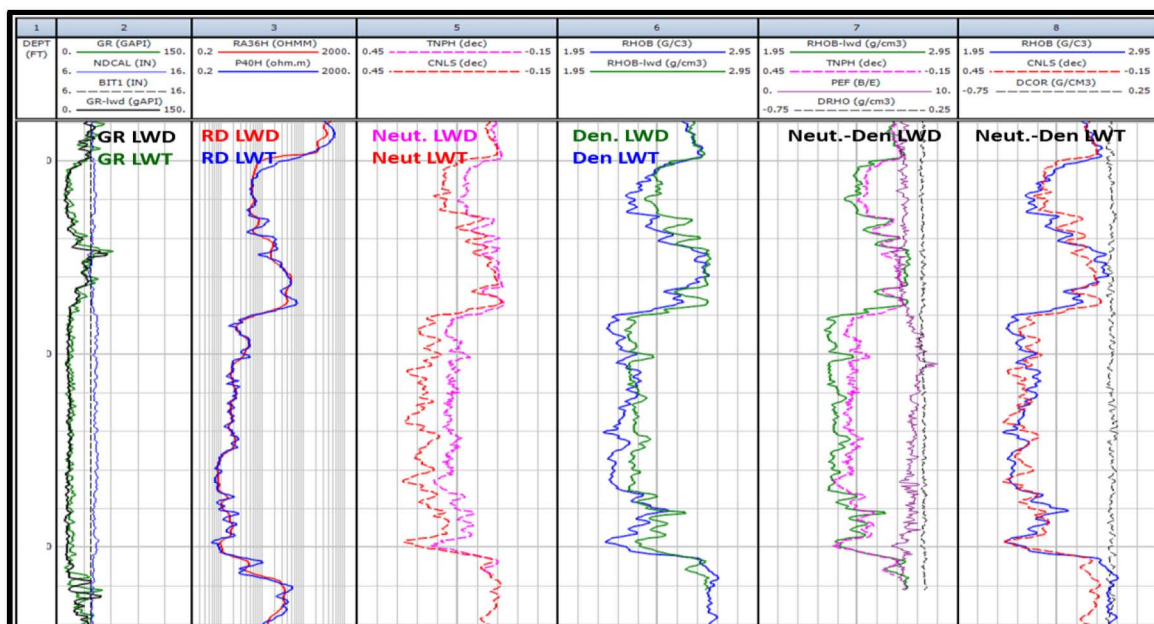 1 2 3 5 6 7 8
DEPT
(FT)
GR (GAPI)
0. 150.
NDCAL (IN)
6. 16.
BIT1 (IN)
6. 16.
GR-lwd (gAPI)
0. 150.
RA36H (OHMM)
0.2 2000.
P40H (ohm.m)
0.2 2000.
TNPH (dec)
0.45 -0.15
CNLS (dec)
0.45 -0.15
RHOB (G/C3)
1.95 2.95
RHOB-lwd (g/cm3)
1.95 2.95
RHOB-lwd (g/cm3)
1.95 2.95
TNPH (dec)
0.45 -0.15
PEF (B/E)
0. 10.
DRHO (g/cm3)
-0.75 0.25
RHOB (G/C3)
1.95 2.95
CNLS (dec)
0.45 -0.15
DCOR (G/CM3)
-0.75 0.25
GR LWD
GR LWT
RD LWD
RD LWT
Neut. LWD
Neut LWT
Den. LWD
Den LWT
Neut.-Den LWD
Neut.-Den LWT
0
0
0